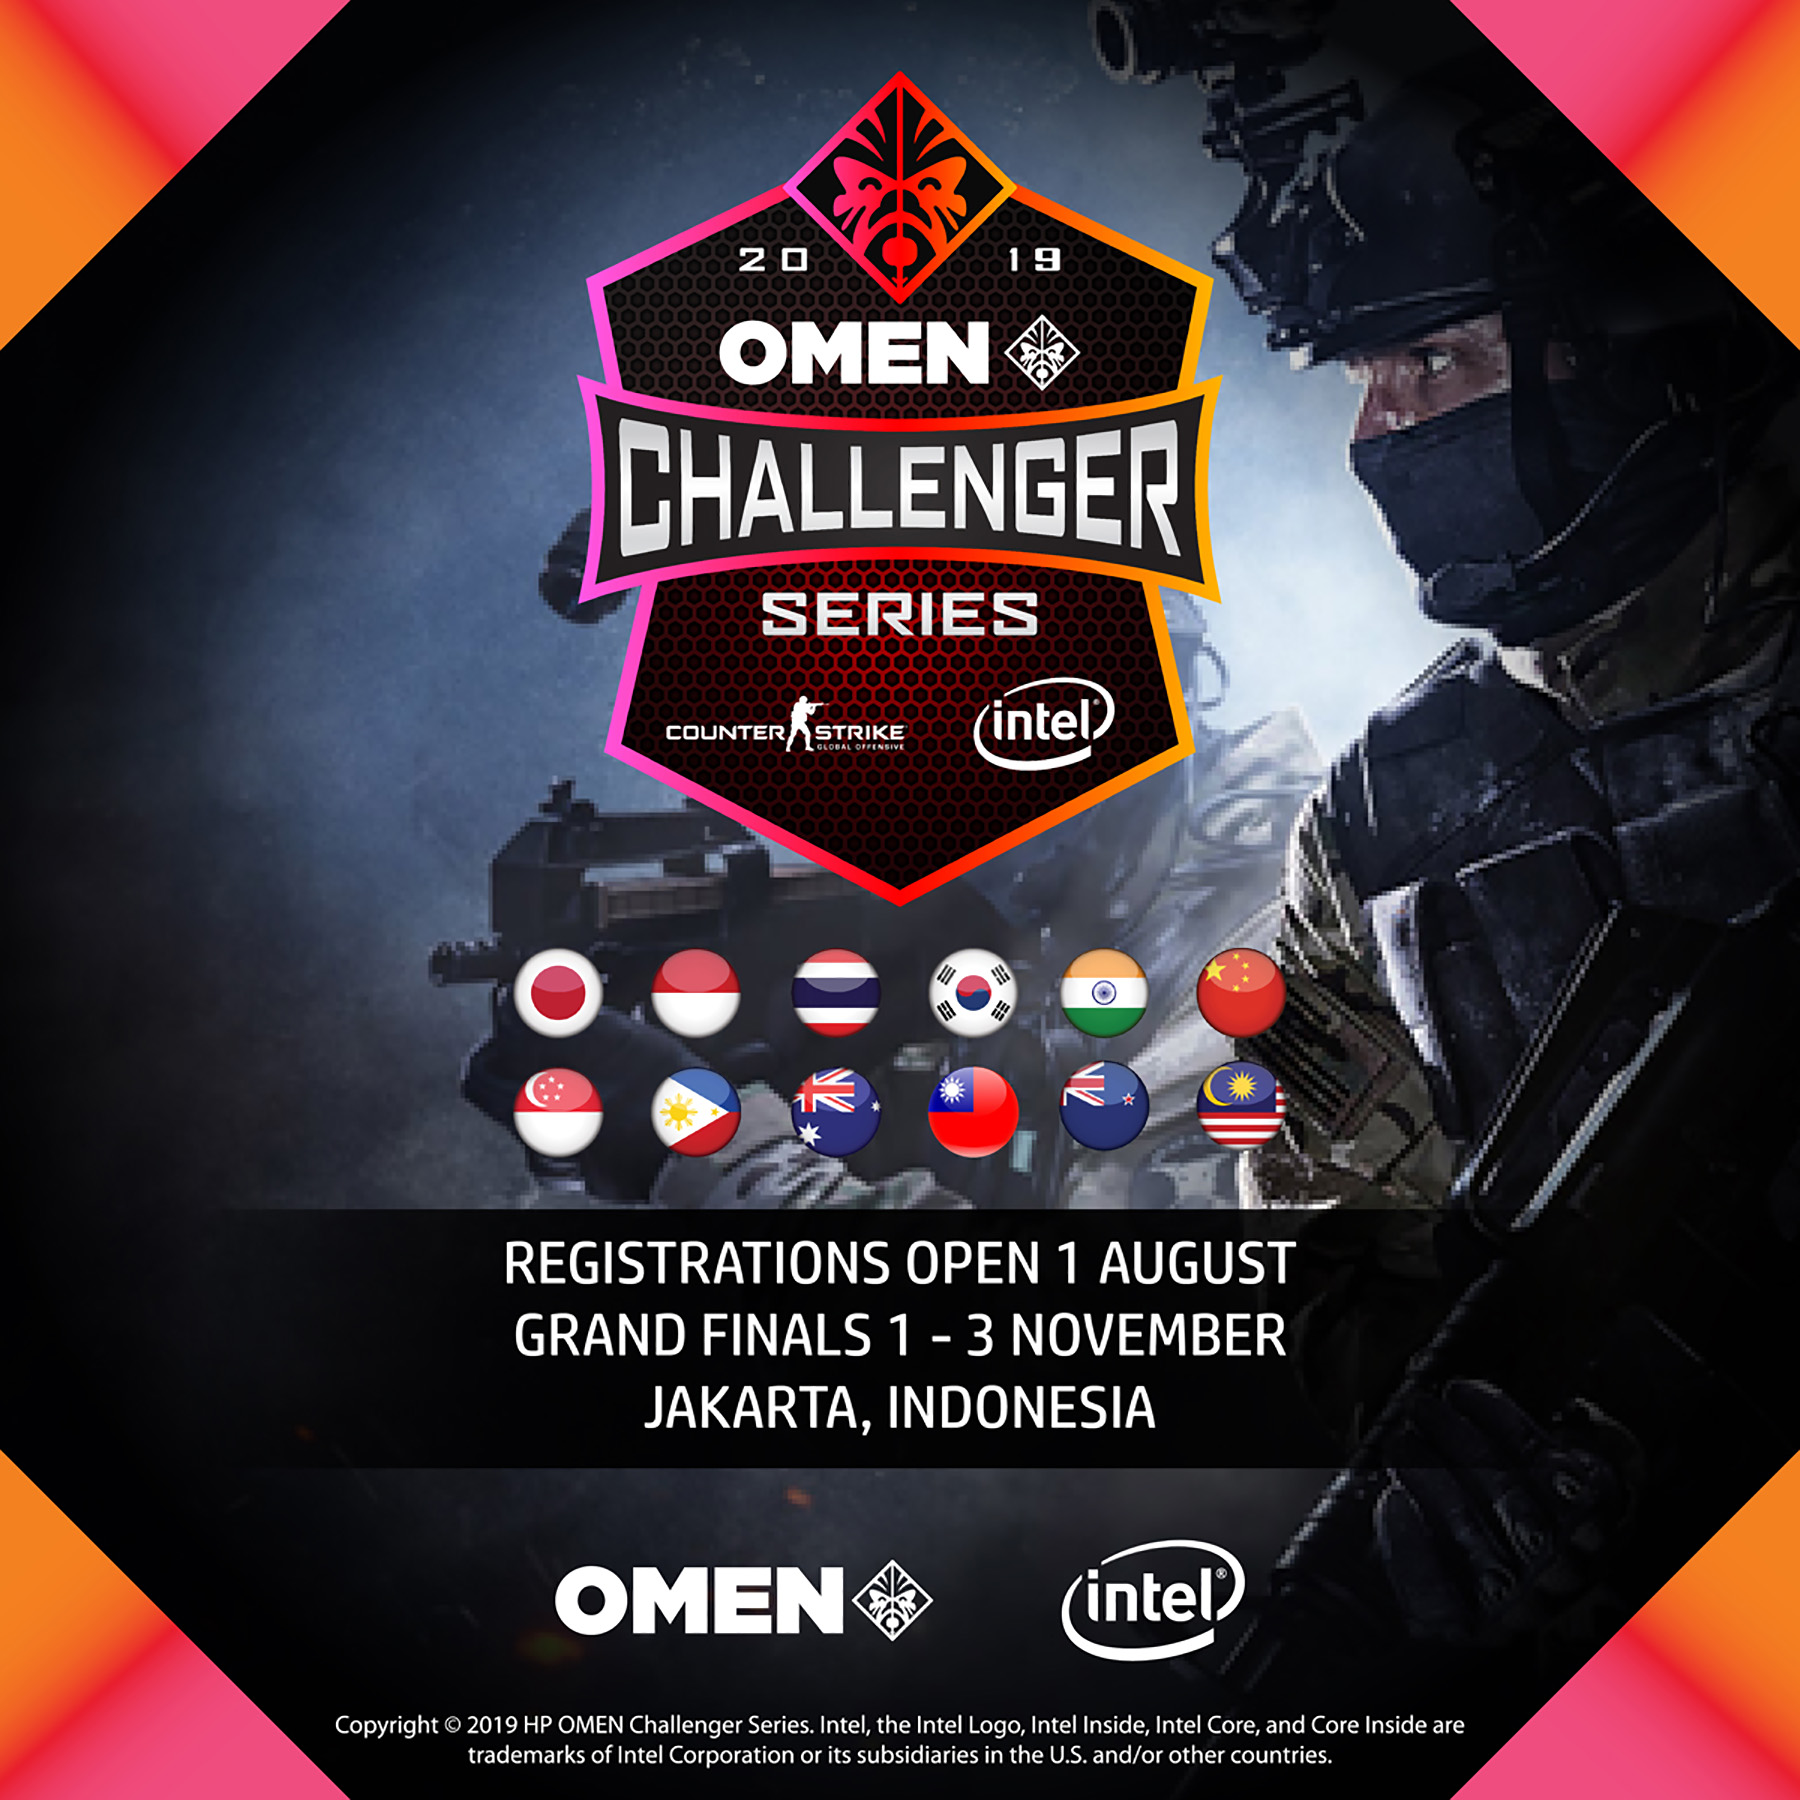 20 19
OMEN
CHALLENGER
SERIES
COUNTER STRIKE
GLOBAL OFFENSIVE
intel®
REGISTRATIONS OPEN 1 AUGUST
GRAND FINALS 1 - 3 NOVEMBER
JAKARTA, INDONESIA
OMEN
intel®
Copyright © 2019 HP OMEN Challenger Series. Intel, the Intel Logo, Intel Inside, Intel Core, and Core Inside are
trademarks of Intel Corporation or its subsidiaries in the U.S. and/or other countries.